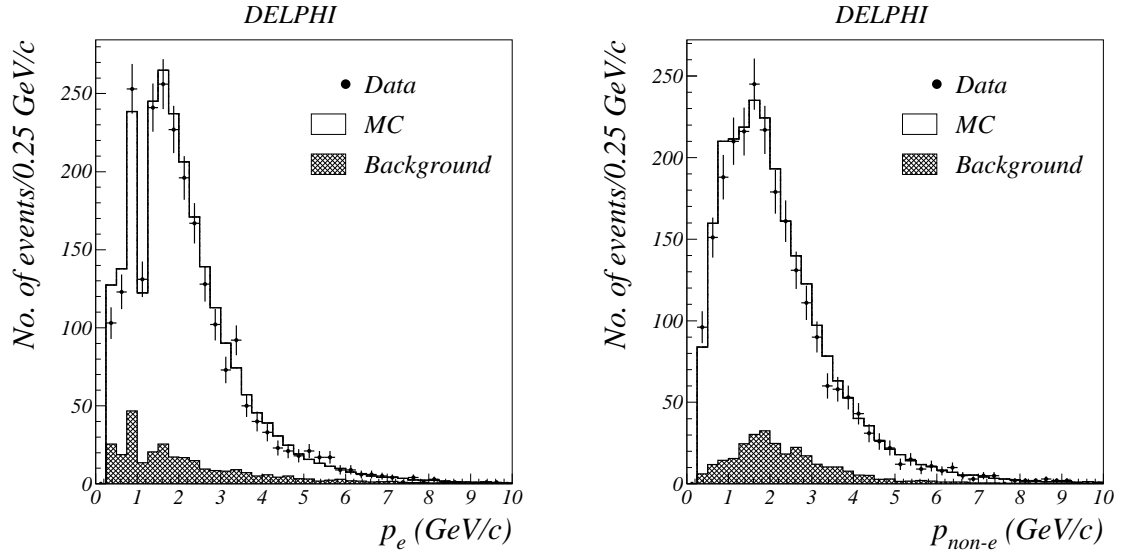 DELPHI
No. of events/0.25 GeV/c
250
200
150
100
50
0
Data
MC
Background
0 1 2 3 4 5 6 7 8 9 10
p_e (GeV/c)
DELPHI
No. of events/0.25 GeV/c
250
200
150
100
50
0
Data
MC
Background
0 1 2 3 4 5 6 7 8 9 10
p_non-e (GeV/c)